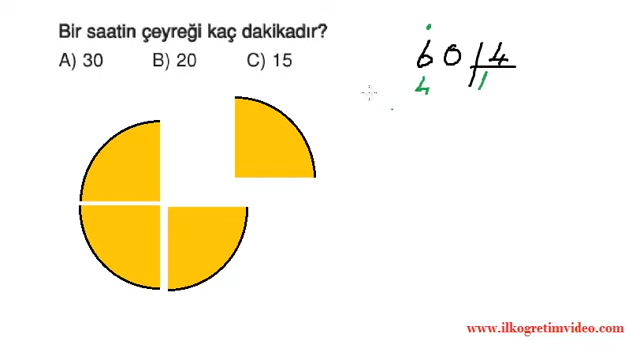 Bir saatin çeyreği kaç dakikadır?
A) 30 B) 20 C) 15
60 4
4 1
www.ilkogretimvideo.com